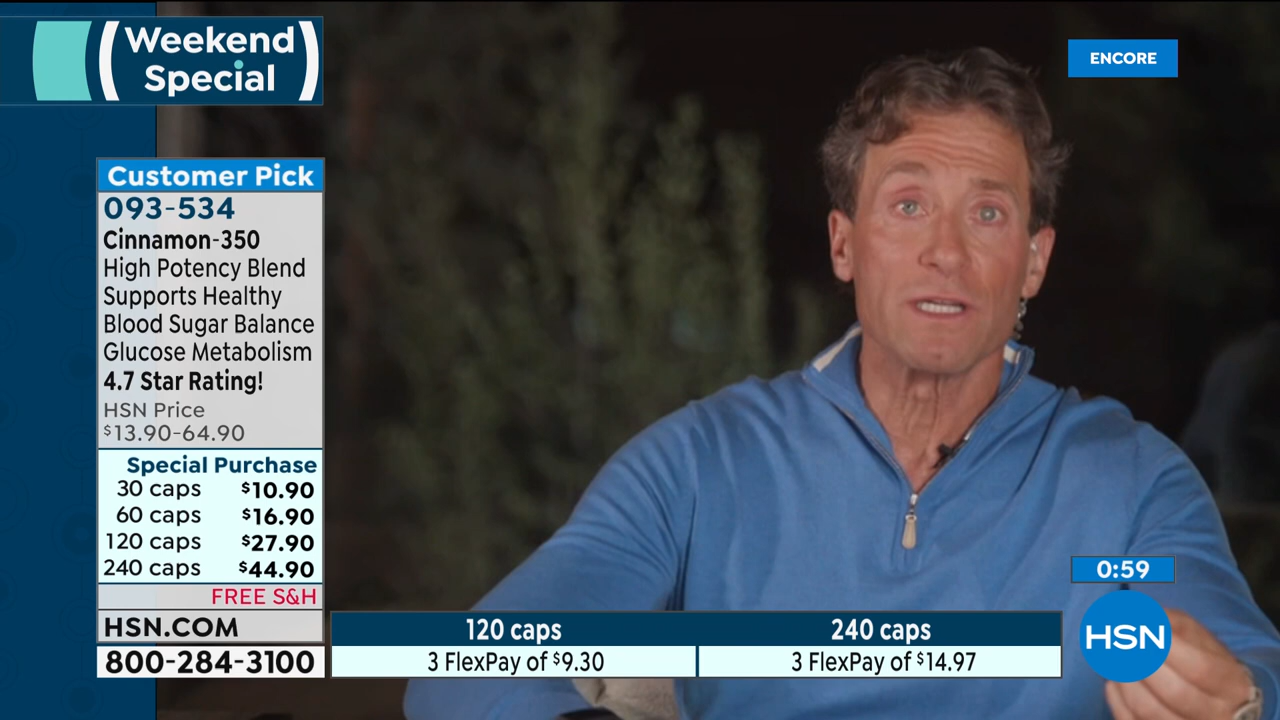 (Weekend
Special)
ENCORE
Customer Pick
093-534
Cinnamon-350
High Potency Blend
Supports Healthy
Blood Sugar Balance
Glucose Metabolism
4.7 Star Rating!
HSN Price
$13.90-64.90
Special Purchase
30 caps $10.90
60 caps $16.90
120 caps $27.90
240 caps $44.90
FREE S&H
HSN.COM
800-284-3100
120 caps 240 caps
3 FlexPay of $9.30 3 FlexPay of $14.97
0:59
HSN